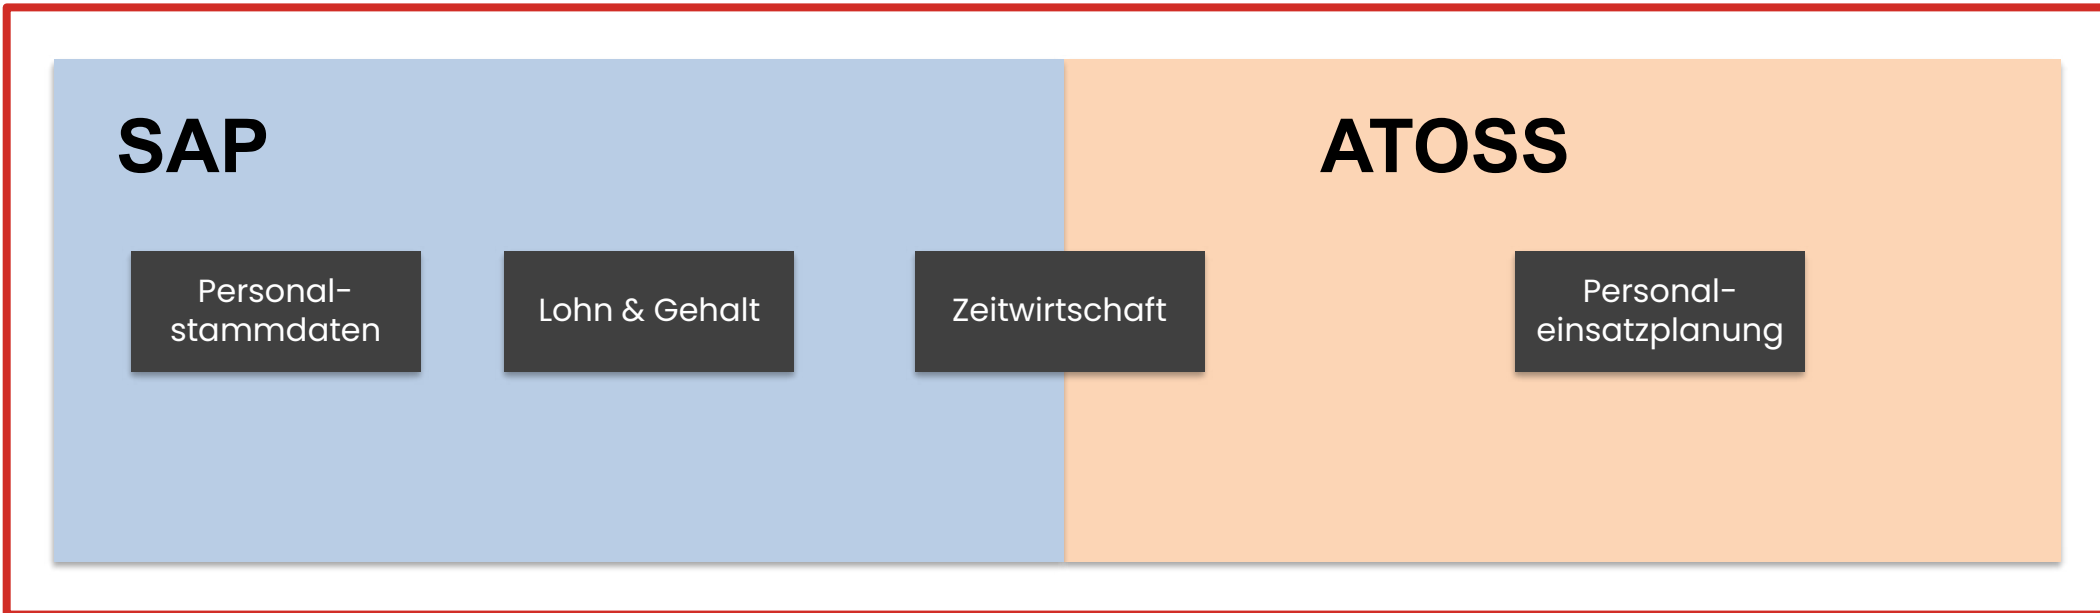 SAP
ATOSS
Personal-
stammdaten
Lohn & Gehalt
Zeitwirtschaft
Personal-
einsatzplanung